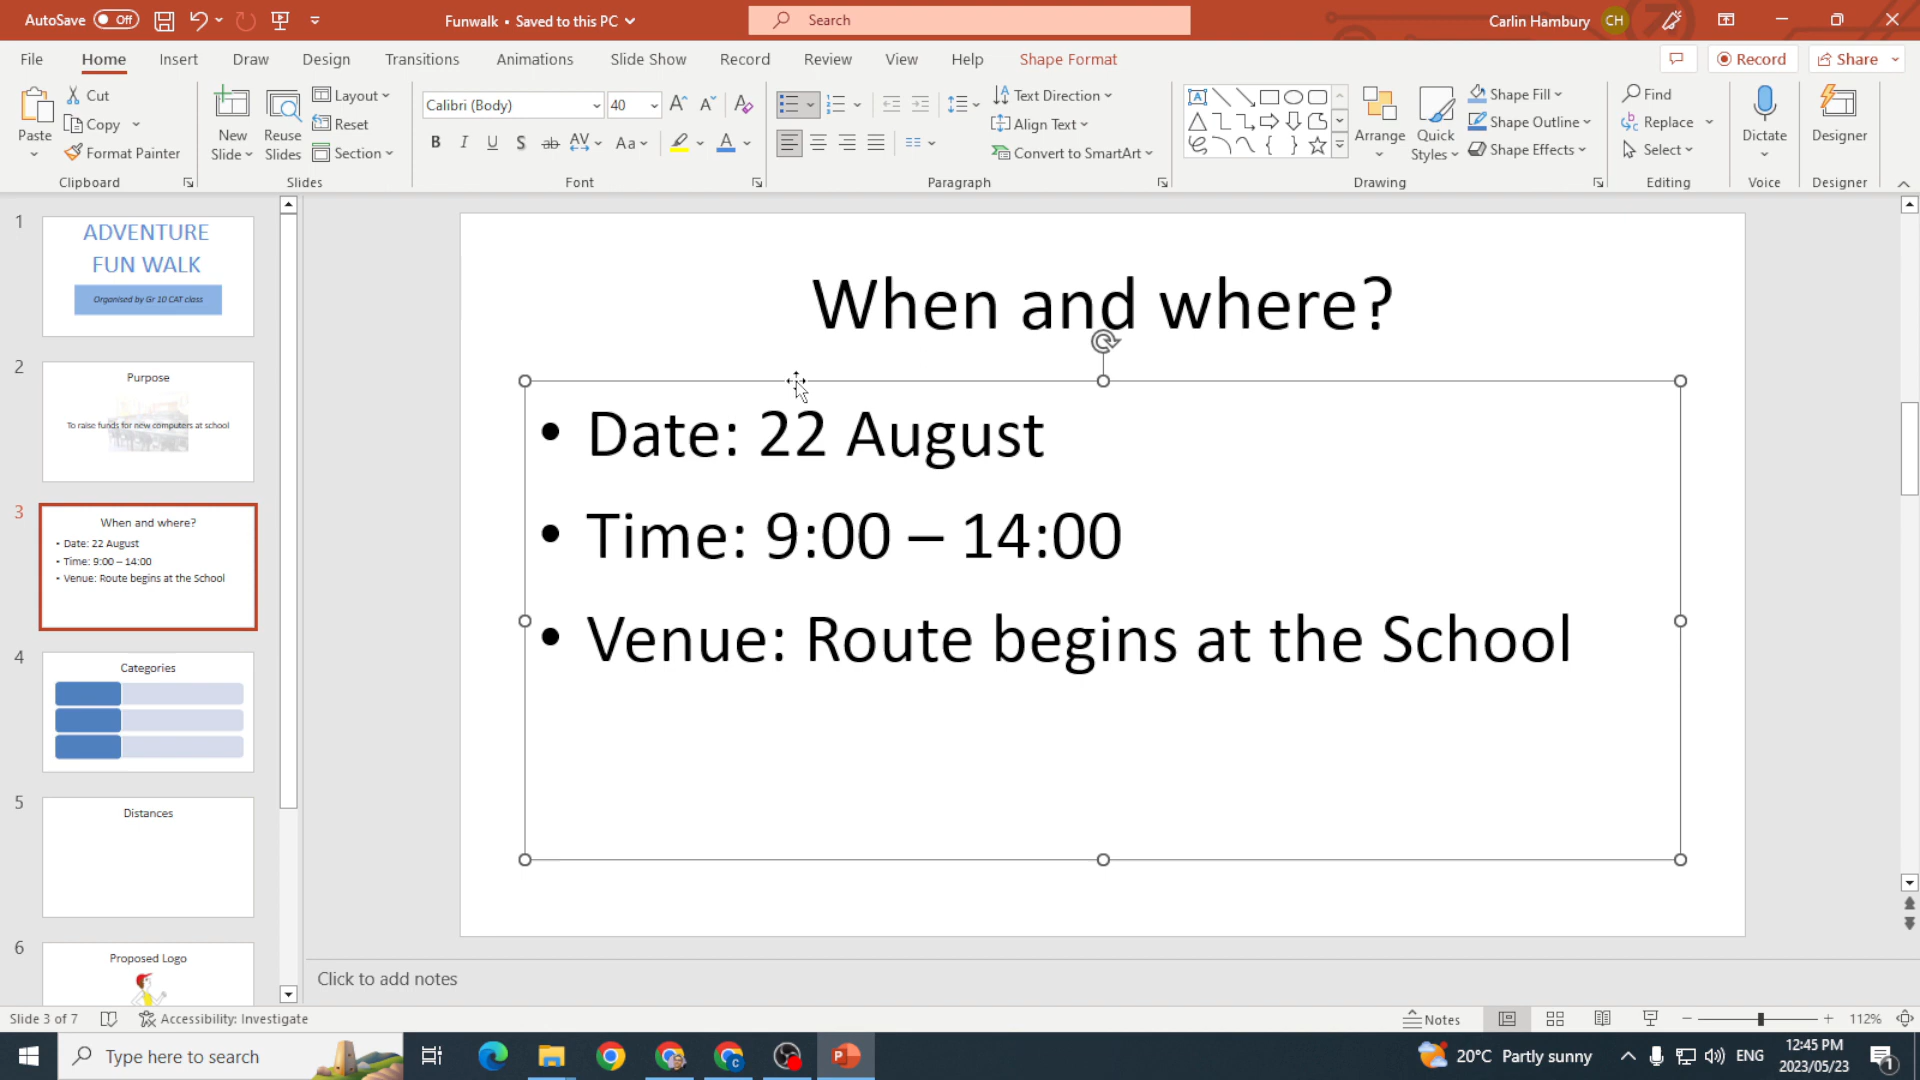 AutoSave Off
Funwalk • Saved to this PC
Search
Carlin Hambury CH
File Home Insert Draw Design Transitions Animations Slide Show Record Review View Help Shape Format
Record Share
Paste
Cut
Copy
Format Painter
Clipboard
New Slide
Reuse Slides
Layout
Reset
Section
Slides
Calibri (Body) 40
B I U S ab AV Aa A
Font
Text Direction
Align Text
Convert to SmartArt
Paragraph
Arrange
Quick Styles
Shape Fill
Shape Outline
Shape Effects
Drawing
Find
Replace
Select
Editing
Dictate
Voice
Designer
Designer
1
ADVENTURE
FUN WALK
Organised by Gr 10 CAT class
2
Purpose
To raise funds for new computers at school
3
When and where?
• Date: 22 August
• Time: 9:00 – 14:00
• Venue: Route begins at the School
4
Categories
5
Distances
6
Proposed Logo
When and where?
• Date: 22 August
• Time: 9:00 – 14:00
• Venue: Route begins at the School
Click to add notes
Slide 3 of 7
Accessibility: Investigate
Notes
112%
Type here to search
20°C Partly sunny
ENG
12:45 PM
2023/05/23
1